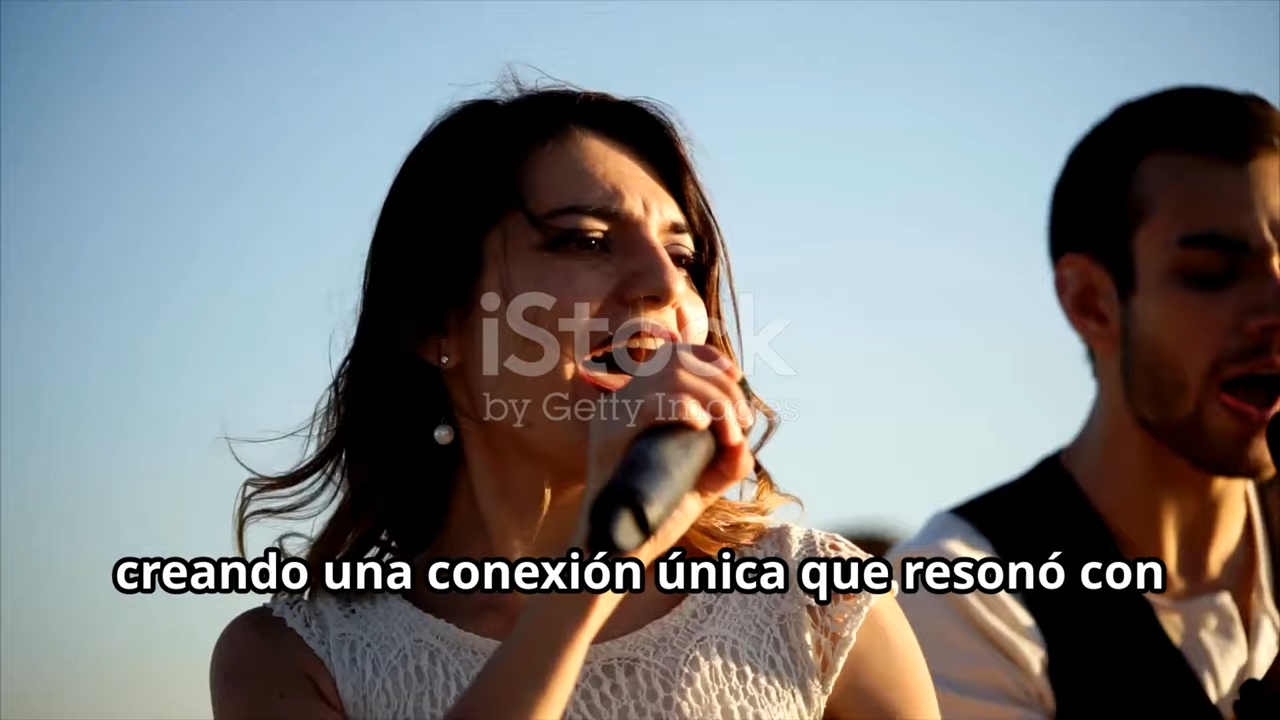 iStock
by Getty Images
creando una conexión única que resonó con